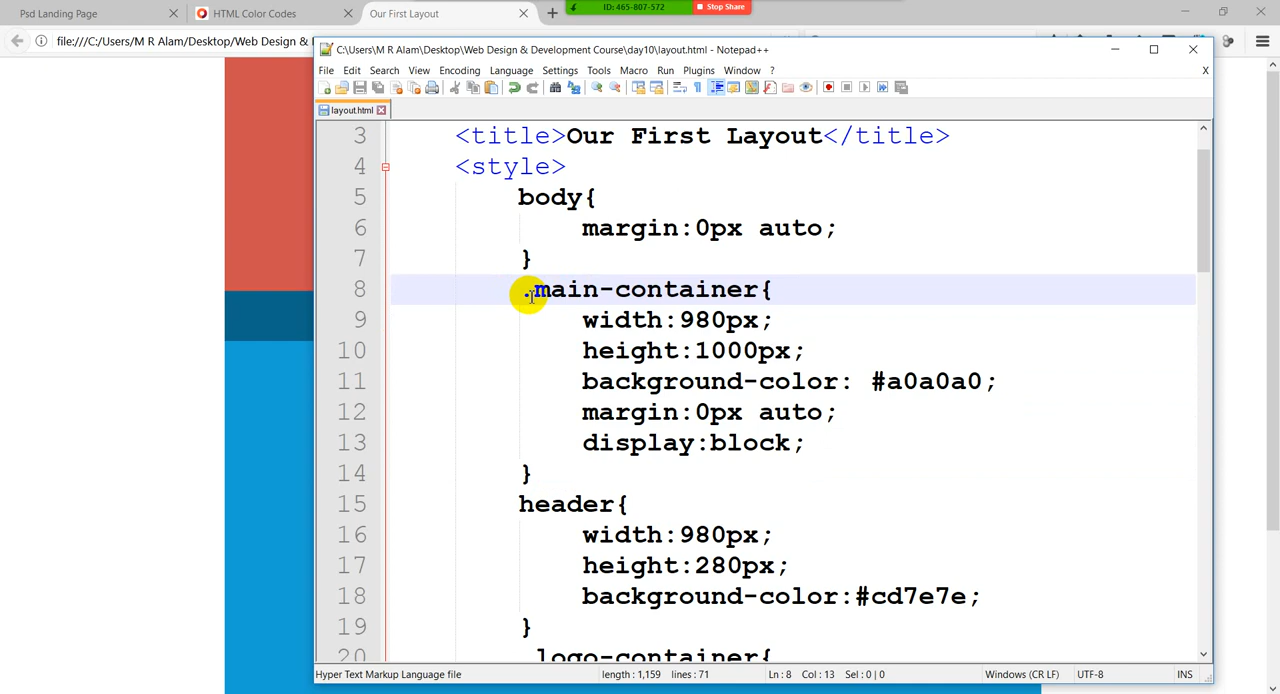 Psd Landing Page
HTML Color Codes
Our First Layout
ID: 465-807-572
Stop Share
file:///C:/Users/M R Alam/Desktop/Web Design &
C:\Users\M R Alam\Desktop\Web Design & Development Course\day10\layout.html - Notepad++
File Edit Search View Encoding Language Settings Tools Macro Run Plugins Window ? X
layout.html
3 <title>Our First Layout</title>
4 <style>
5 body{
6 margin:0px auto;
7 }
8 .main-container{
9 width:980px;
10 height:1000px;
11 background-color: #a0a0a0;
12 margin:0px auto;
13 display:block;
14 }
15 header{
16 width:980px;
17 height:280px;
18 background-color:#cd7e7e;
19 }
20 .logo-container{
Hyper Text Markup Language file length : 1,159 lines : 71 Ln : 8 Col : 13 Sel : 0 | 0 Windows (CR LF) UTF-8 INS